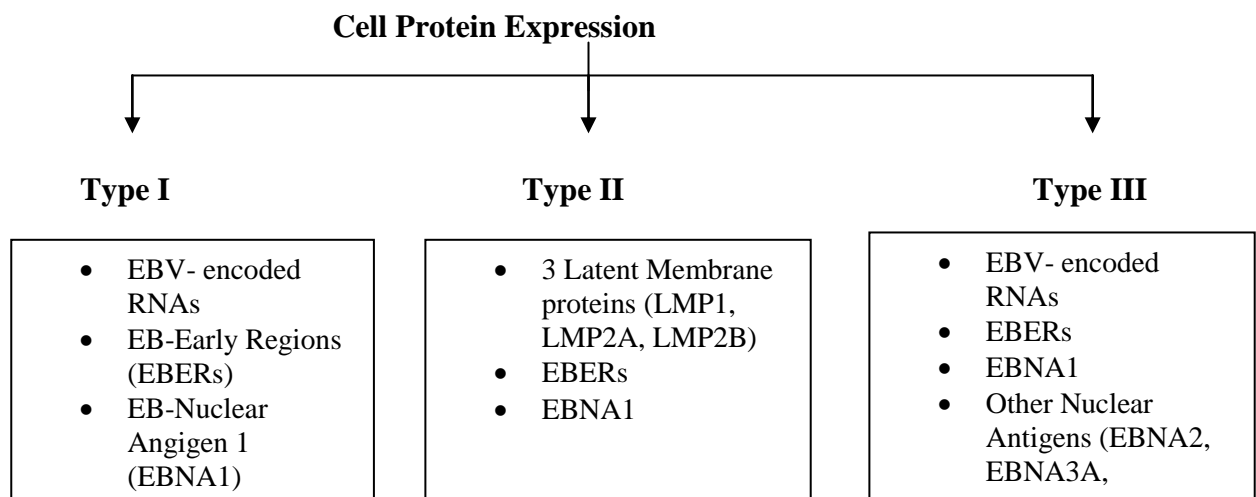 Cell Protein Expression
Type I
Type II
Type III
• EBV- encoded
RNAs
• EB-Early Regions
(EBERs)
• EB-Nuclear
Angigen 1
(EBNA1)
• 3 Latent Membrane
proteins (LMP1,
LMP2A, LMP2B)
• EBERs
• EBNA1
• EBV- encoded
RNAs
• EBERs
• EBNA1
• Other Nuclear
Antigens (EBNA2,
EBNA3A,